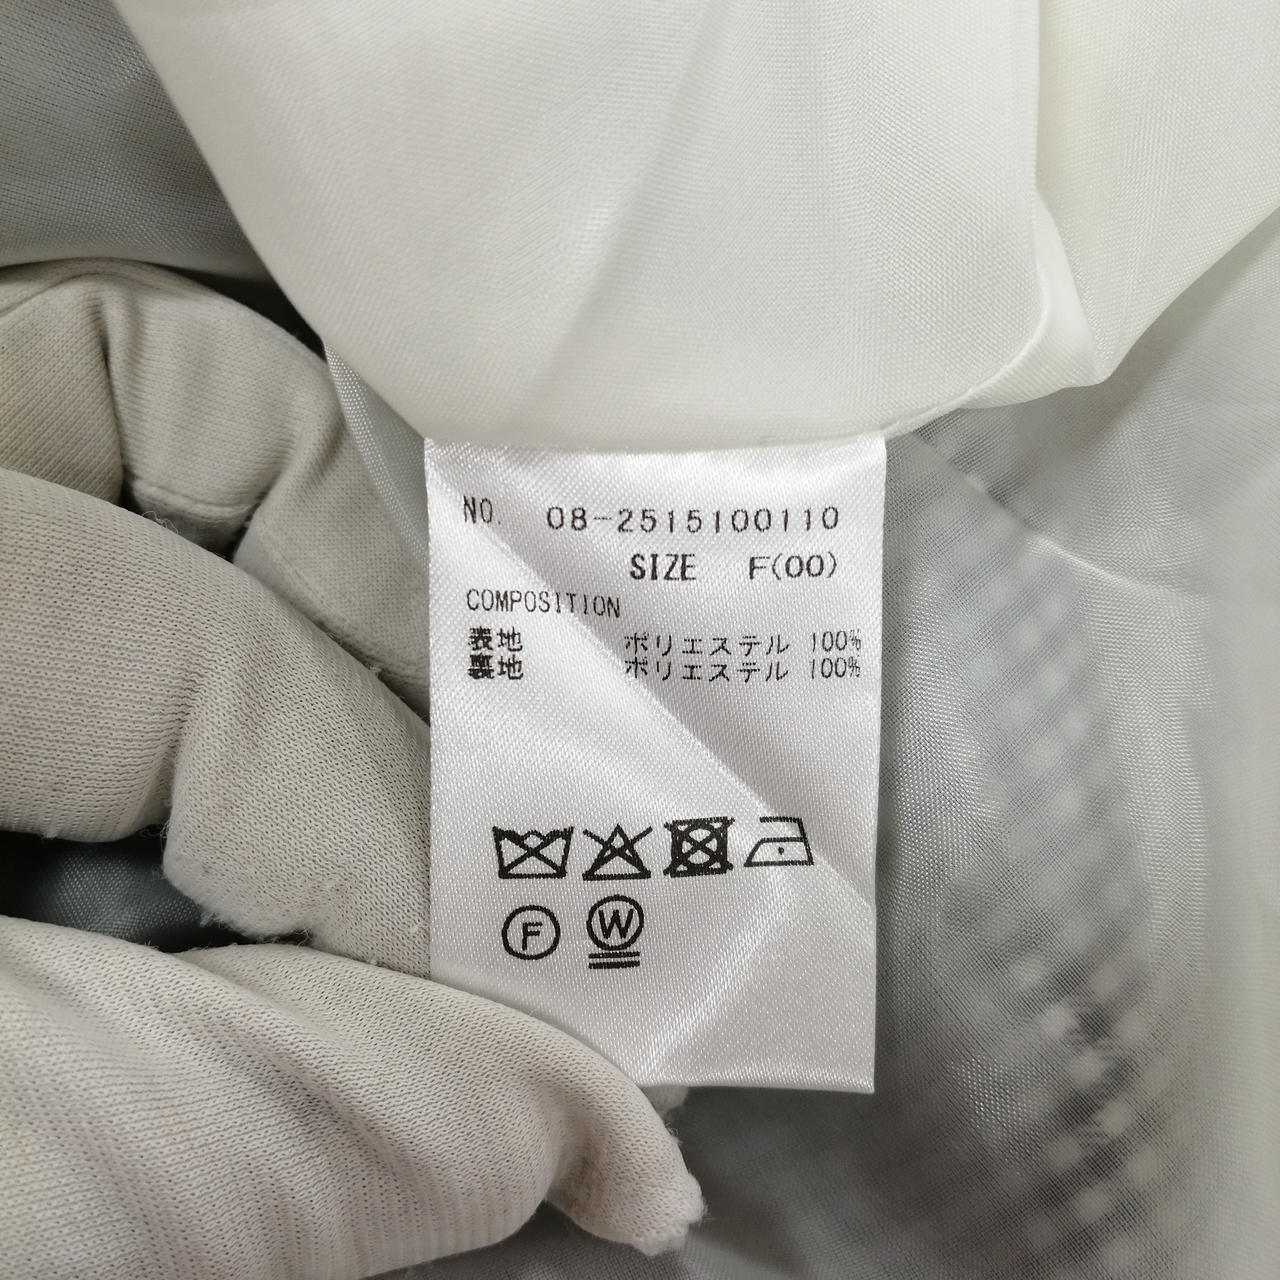 NO. 08-2515100110
SIZE F(00)
COMPOSITION
表地 ポリエステル 100%
裏地 ポリエステル 100%
F W